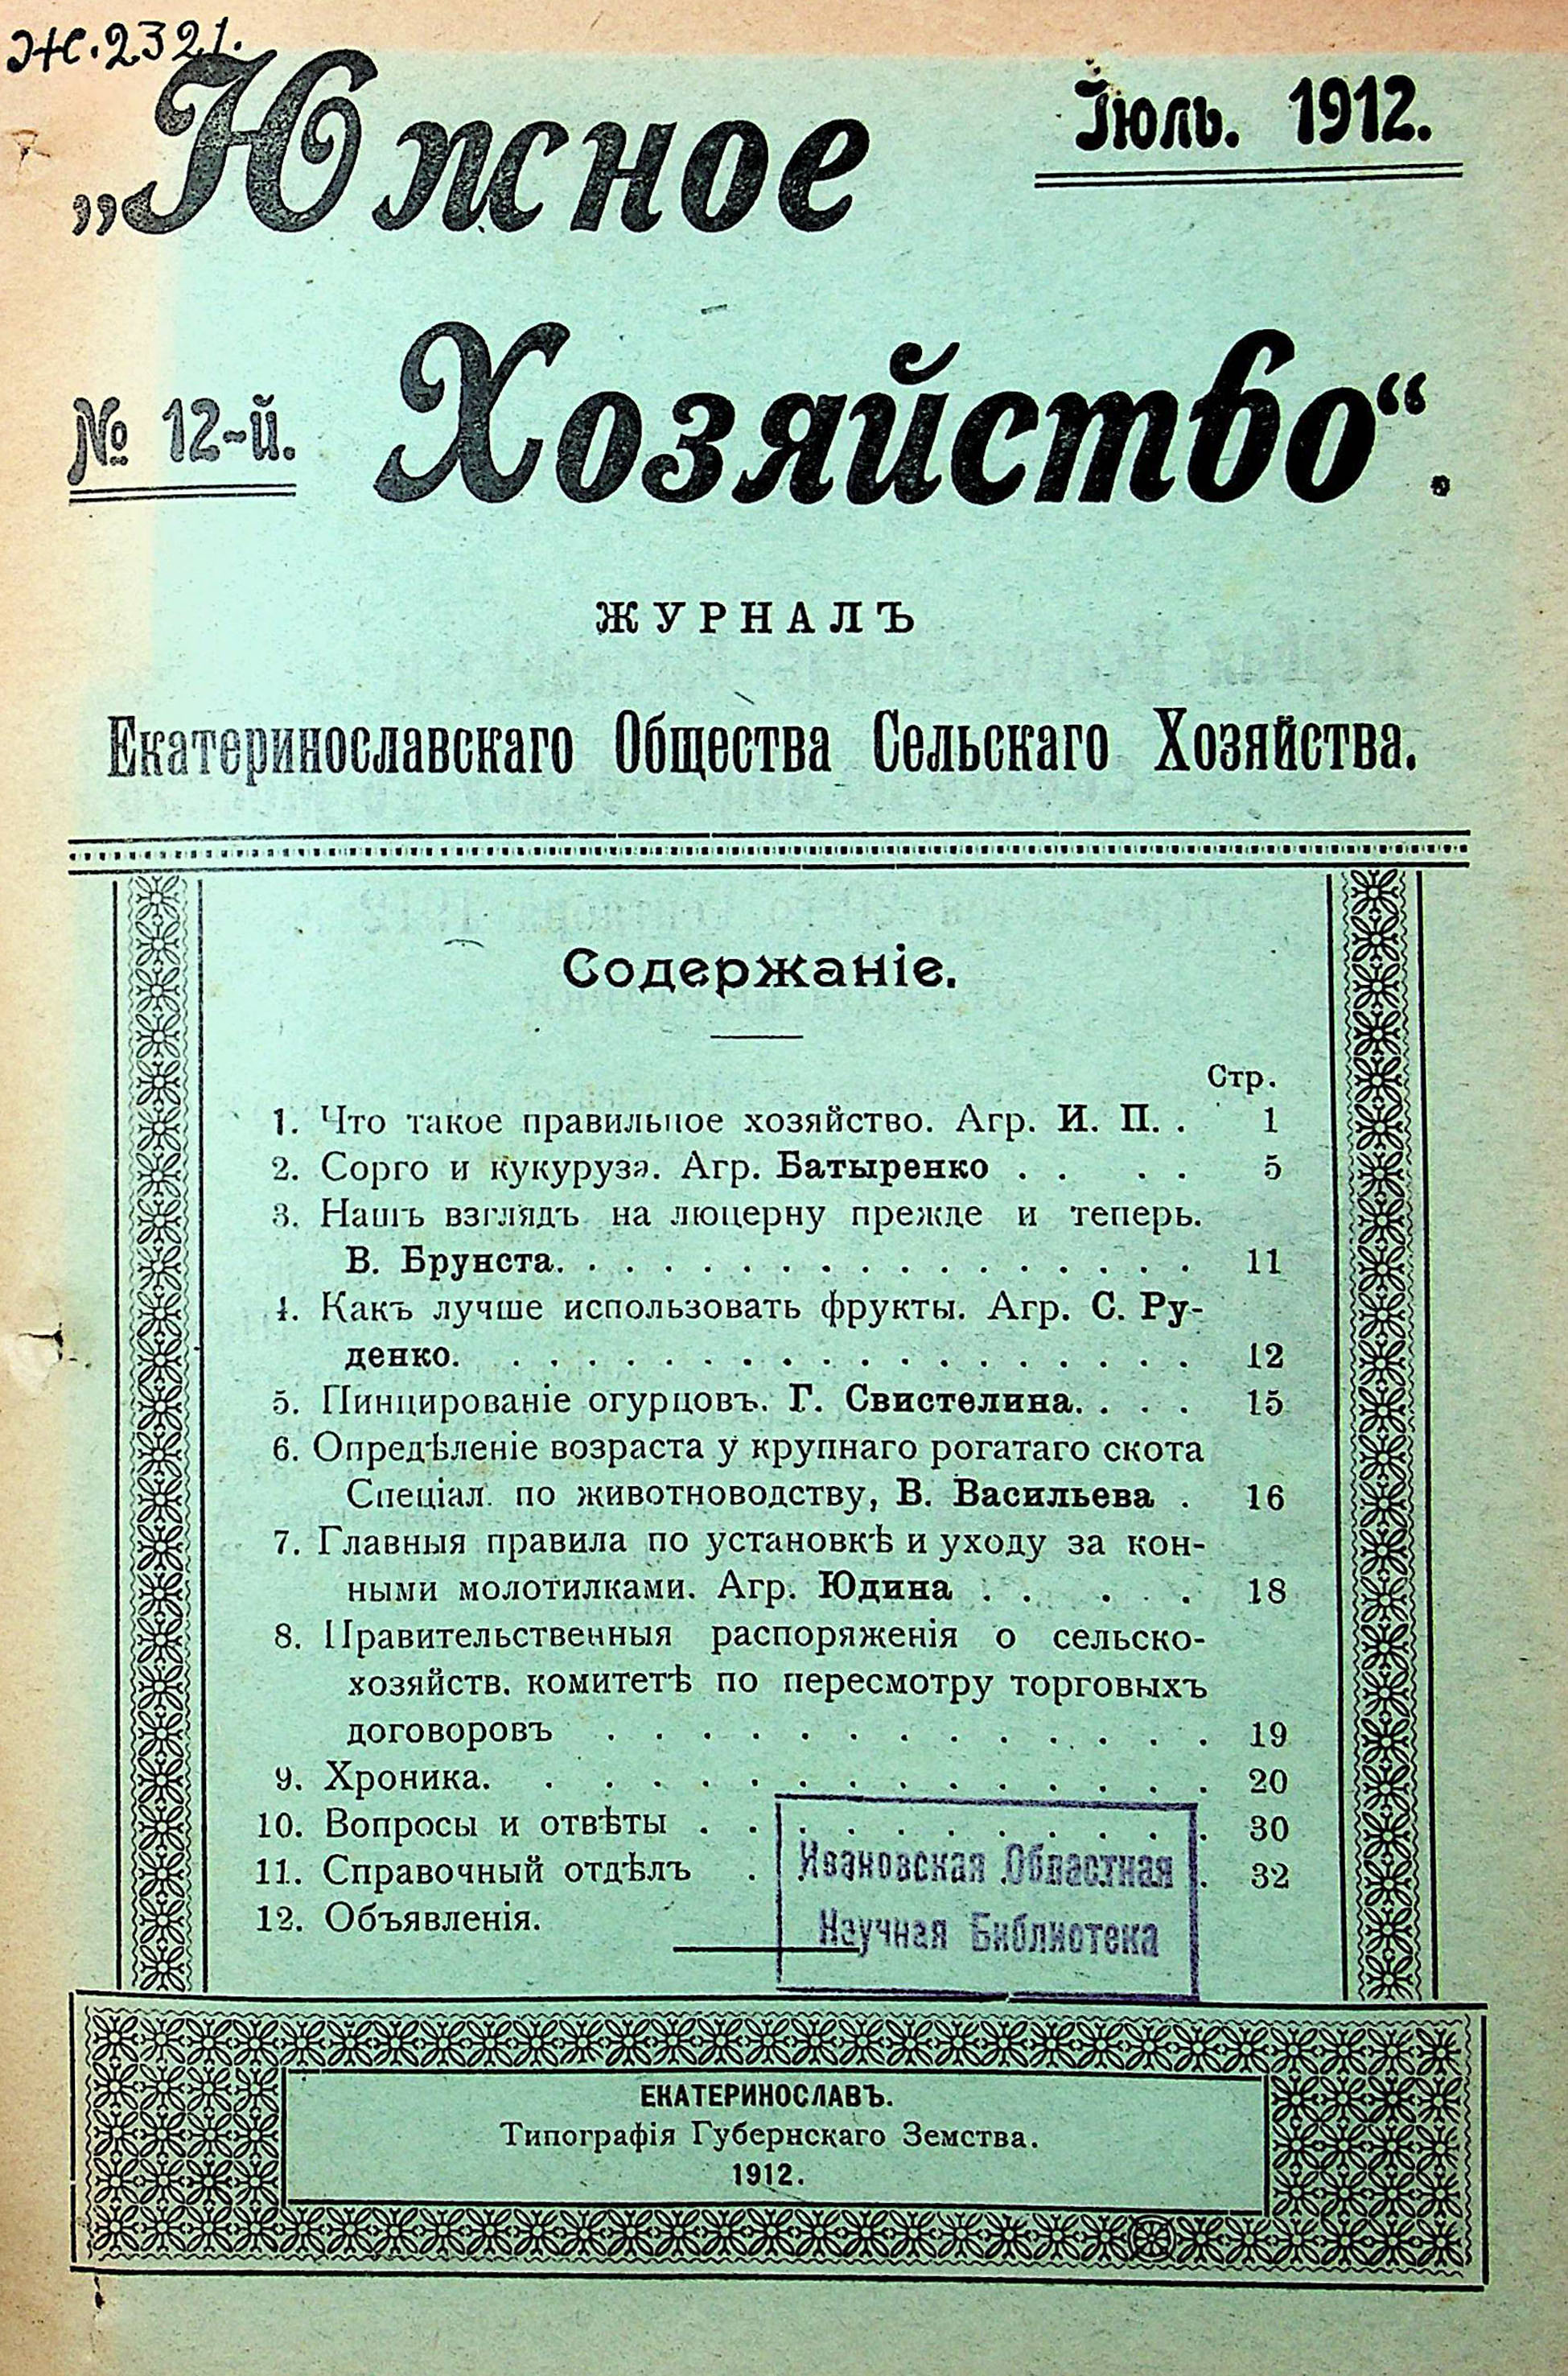 Ж.2321.
„Южное
Іюль. 1912.
№ 12-й.
Хозяйство“.
ЖУРНАЛЪ
Екатеринославскаго Общества Сельскаго Хозяйства.
Содержаніе.
Стр.
1. Что такое правильное хозяйство. Агр. И. П. . 1
2. Сорго и кукуруза. Агр. Батыренко . . . . 5
3. Нашъ взглядъ на люцерну прежде и теперь.
В. Брунста. . . . . . . . . . . . . . . . . 11
4. Какъ лучше использовать фрукты. Агр. С. Ру-
денко. . . . . . . . . . . . . . . . . . . 12
5. Пинцированіе огурцовъ. Г. Свистелина. . . . 15
6. Опредѣленіе возраста у крупнаго рогатаго скота
Спеціал. по животноводству, В. Васильева . 16
7. Главныя правила по установкѣ и уходу за кон-
ными молотилками. Агр. Юдина . . . . . 18
8. Правительственныя распоряженія о сельско-
хозяйств. комитетѣ по пересмотру торговыхъ
договоровъ . . . . . . . . . . . . . . 19
9. Хроника. . . . . . . . . . . . . . . . . 20
10. Вопросы и отвѣты . . . . . . . . . . . . 30
11. Справочный отдѣлъ . . . 32
12. Объявленія.
Ивановская Областная
Научная Библиотека
ЕКАТЕРИНОСЛАВЪ.
Типографія Губернскаго Земства.
1912.